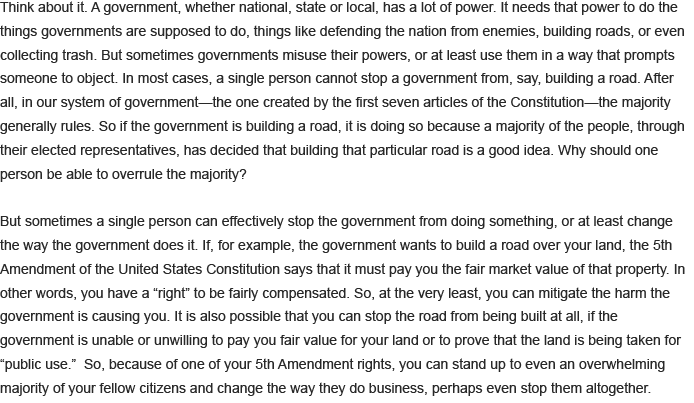 Think about it. A government, whether national, state or local, has a lot of power. It needs that power to do the
things governments are supposed to do, things like defending the nation from enemies, building roads, or even
collecting trash. But sometimes governments misuse their powers, or at least use them in a way that prompts
someone to object. In most cases, a single person cannot stop a government from, say, building a road. After
all, in our system of government—the one created by the first seven articles of the Constitution—the majority
generally rules. So if the government is building a road, it is doing so because a majority of the people, through
their elected representatives, has decided that building that particular road is a good idea. Why should one
person be able to overrule the majority?
But sometimes a single person can effectively stop the government from doing something, or at least change
the way the government does it. If, for example, the government wants to build a road over your land, the 5th
Amendment of the United States Constitution says that it must pay you the fair market value of that property. In
other words, you have a “right” to be fairly compensated. So, at the very least, you can mitigate the harm the
government is causing you. It is also possible that you can stop the road from being built at all, if the
government is unable or unwilling to pay you fair value for your land or to prove that the land is being taken for
“public use.”  So, because of one of your 5th Amendment rights, you can stand up to even an overwhelming
majority of your fellow citizens and change the way they do business, perhaps even stop them altogether.